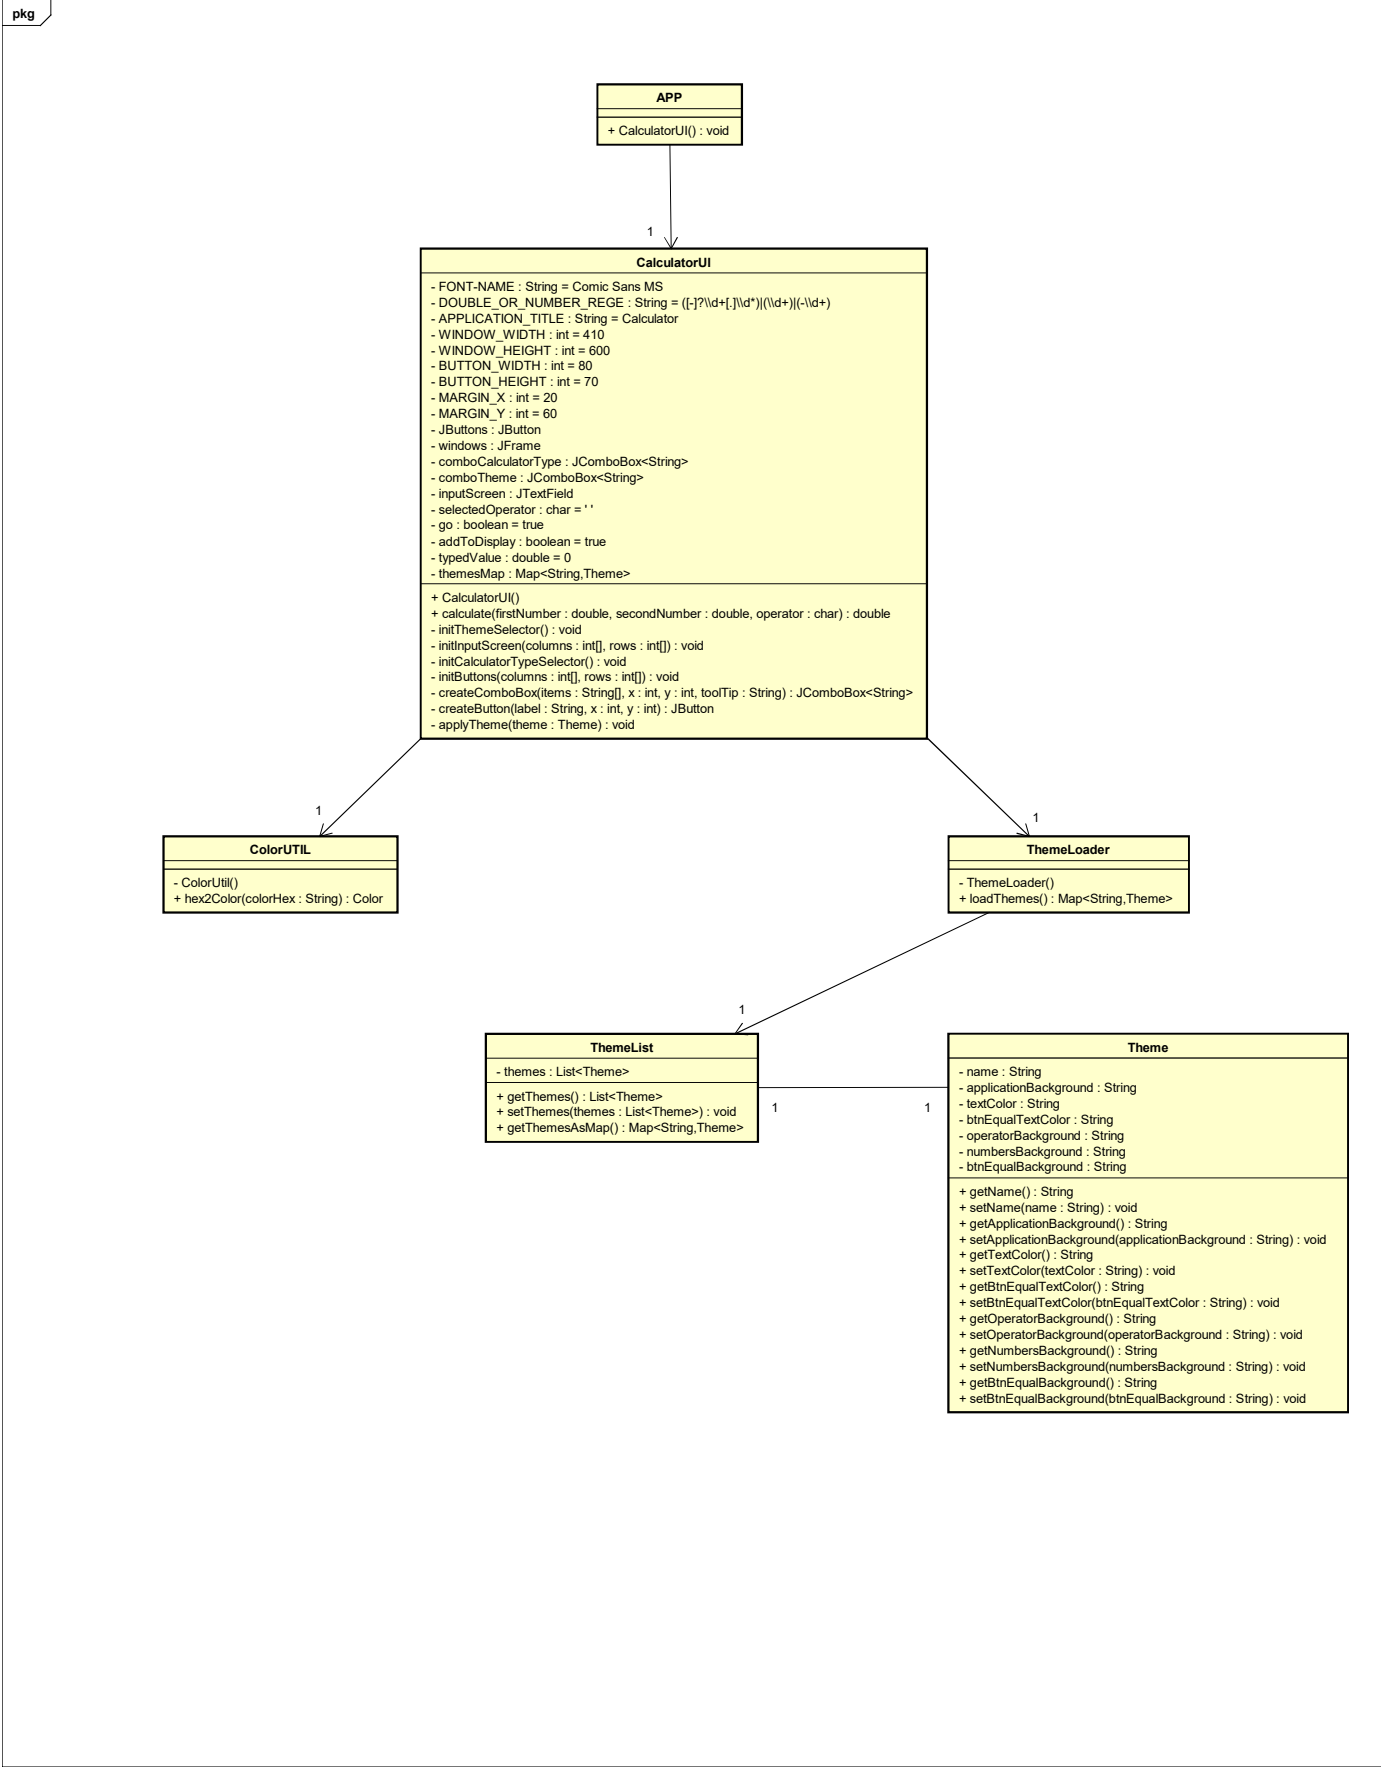 pkg
APP
+ CalculatorUI() : void
1
CalculatorUI
- FONT-NAME : String = Comic Sans MS
- DOUBLE_OR_NUMBER_REGE : String = ([-]?\\d+[.]\\d*)|(\\d+)|(-\\d+)
- APPLICATION_TITLE : String = Calculator
- WINDOW_WIDTH : int = 410
- WINDOW_HEIGHT : int = 600
- BUTTON_WIDTH : int = 80
- BUTTON_HEIGHT : int = 70
- MARGIN_X : int = 20
- MARGIN_Y : int = 60
- JButtons : JButton
- windows : JFrame
- comboCalculatorType : JComboBox<String>
- comboTheme : JComboBox<String>
- inputScreen : JTextField
- selectedOperator : char = ' '
- go : boolean = true
- addToDisplay : boolean = true
- typedValue : double = 0
- themesMap : Map<String,Theme>
+ CalculatorUI()
+ calculate(firstNumber : double, secondNumber : double, operator : char) : double
- initThemeSelector() : void
- initInputScreen(columns : int[], rows : int[]) : void
- initCalculatorTypeSelector() : void
- initButtons(columns : int[], rows : int[]) : void
- createComboBox(items : String[], x : int, y : int, toolTip : String) : JComboBox<String>
- createButton(label : String, x : int, y : int) : JButton
- applyTheme(theme : Theme) : void
1
1
ColorUTIL
- ColorUtil()
+ hex2Color(colorHex : String) : Color
ThemeLoader
- ThemeLoader()
+ loadThemes() : Map<String,Theme>
1
ThemeList
- themes : List<Theme>
+ getThemes() : List<Theme>
+ setThemes(themes : List<Theme>) : void
+ getThemesAsMap() : Map<String,Theme>
1
1
Theme
- name : String
- applicationBackground : String
- textColor : String
- btnEqualTextColor : String
- operatorBackground : String
- numbersBackground : String
- btnEqualBackground : String
+ getName() : String
+ setName(name : String) : void
+ getApplicationBackground() : String
+ setApplicationBackground(applicationBackground : String) : void
+ getTextColor() : String
+ setTextColor(textColor : String) : void
+ getBtnEqualTextColor() : String
+ setBtnEqualTextColor(btnEqualTextColor : String) : void
+ getOperatorBackground() : String
+ setOperatorBackground(operatorBackground : String) : void
+ getNumbersBackground() : String
+ setNumbersBackground(numbersBackground : String) : void
+ getBtnEqualBackground() : String
+ setBtnEqualBackground(btnEqualBackground : String) : void